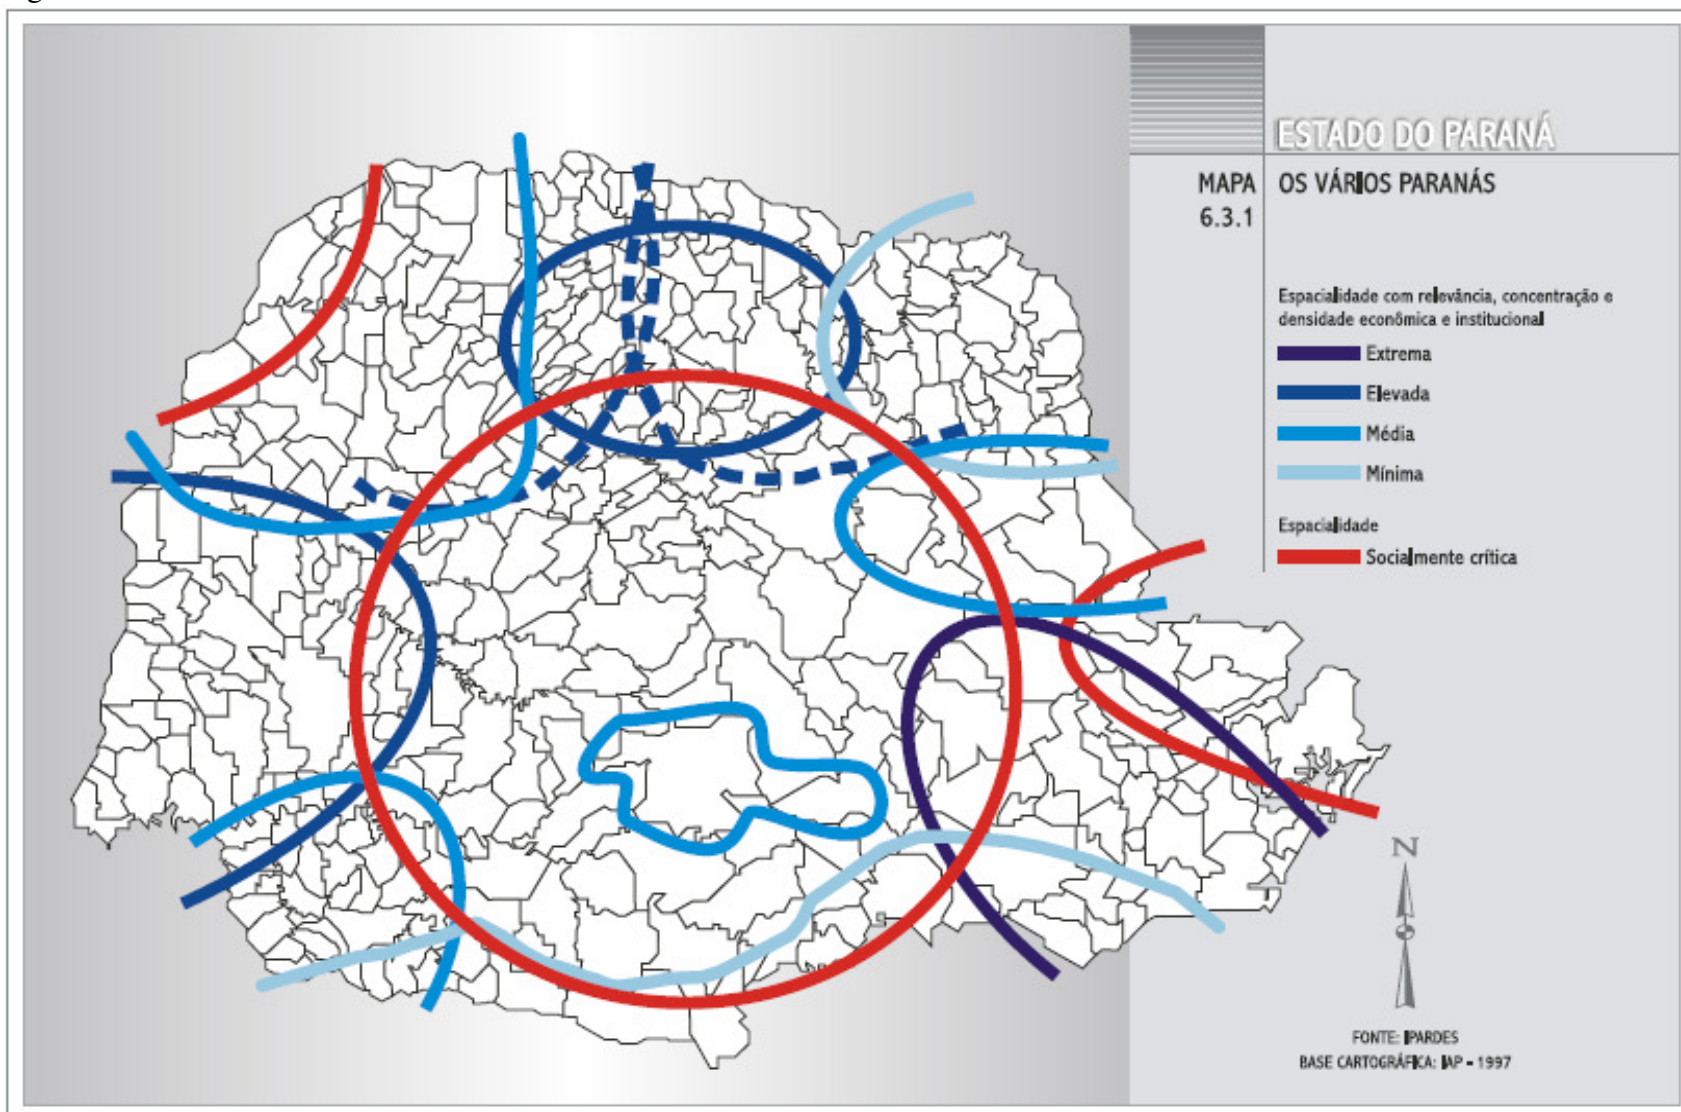 ESTADO DO PARANÁ
MAPA
6.3.1
OS VÁRIOS PARANÁS
Espacialidade com relevância, concentração e
densidade econômica e institucional
Extrema
Elevada
Média
Mínima
Espacialidade
Socialmente crítica
N
FONTE: IPARDES
BASE CARTOGRÁFICA: IAP - 1997